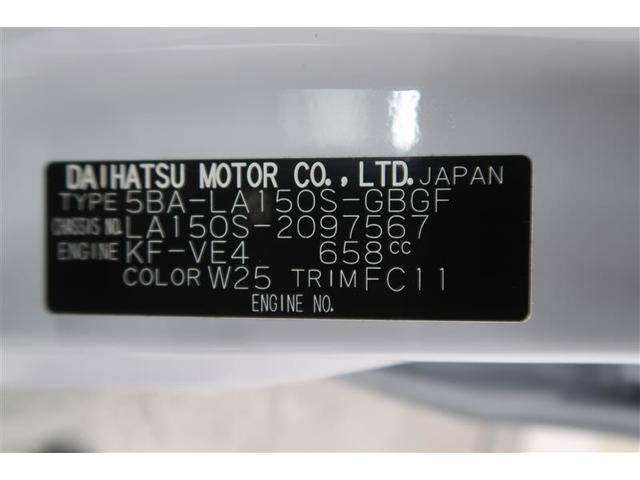 DAIHATSU MOTOR CO., LTD. JAPAN
TYPE 5BA-LA150S-GBGF
CHASSIS NO. LA150S-2097567
ENGINE KF-VE4 658cc
COLOR W25 TRIM FC11
ENGINE NO.